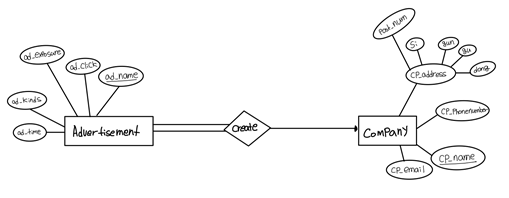 post_num
si
gun
gu
ad_exposure
ad_click
ad_name
CP_address
dong
ad_kinds
CP_Phonenumber
ad_time
Advertisement
create
Company
CP_name
CP_email